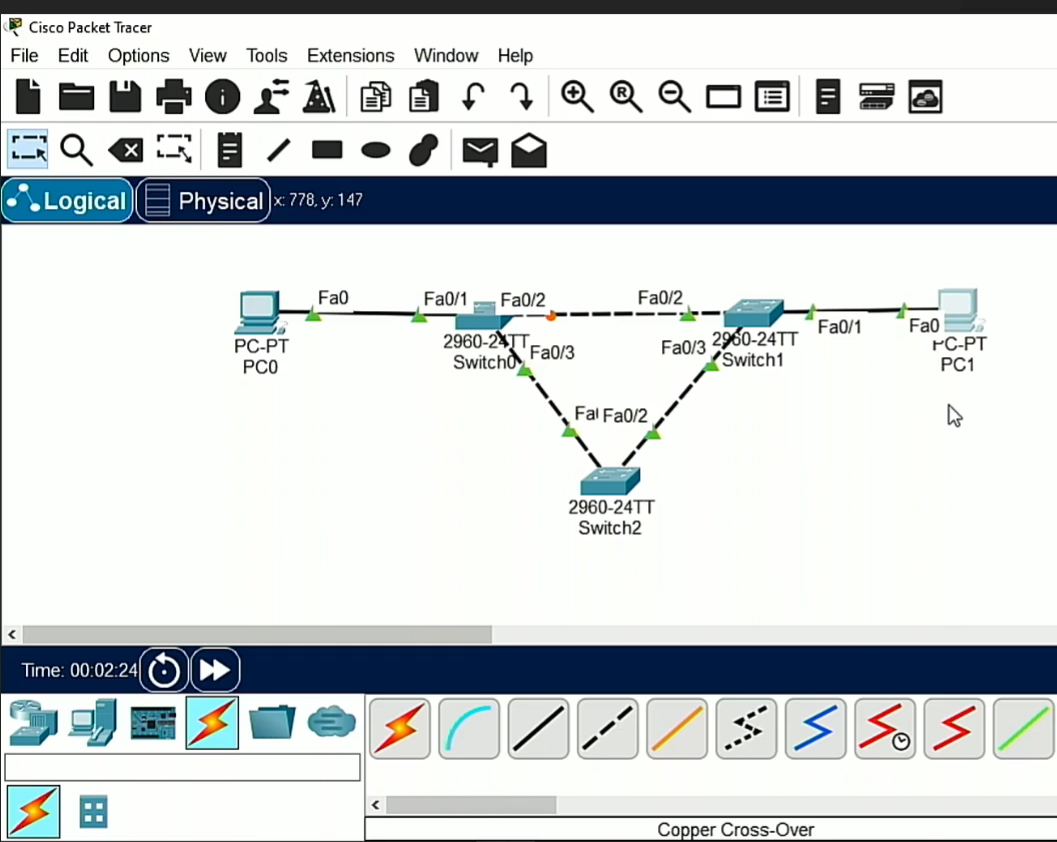 Cisco Packet Tracer
File Edit Options View Tools Extensions Window Help
Logical Physical x: 778, y: 147
Fa0 Fa0/1 Fa0/2 Fa0/2
Fa0/1 Fa0
PC-PT
PC0
2960-24TT
Switch0
Fa0/3
Fa0/3
2960-24TT
Switch1
PC-PT
PC1
Fa0/2
2960-24TT
Switch2
Time: 00:02:24
Copper Cross-Over